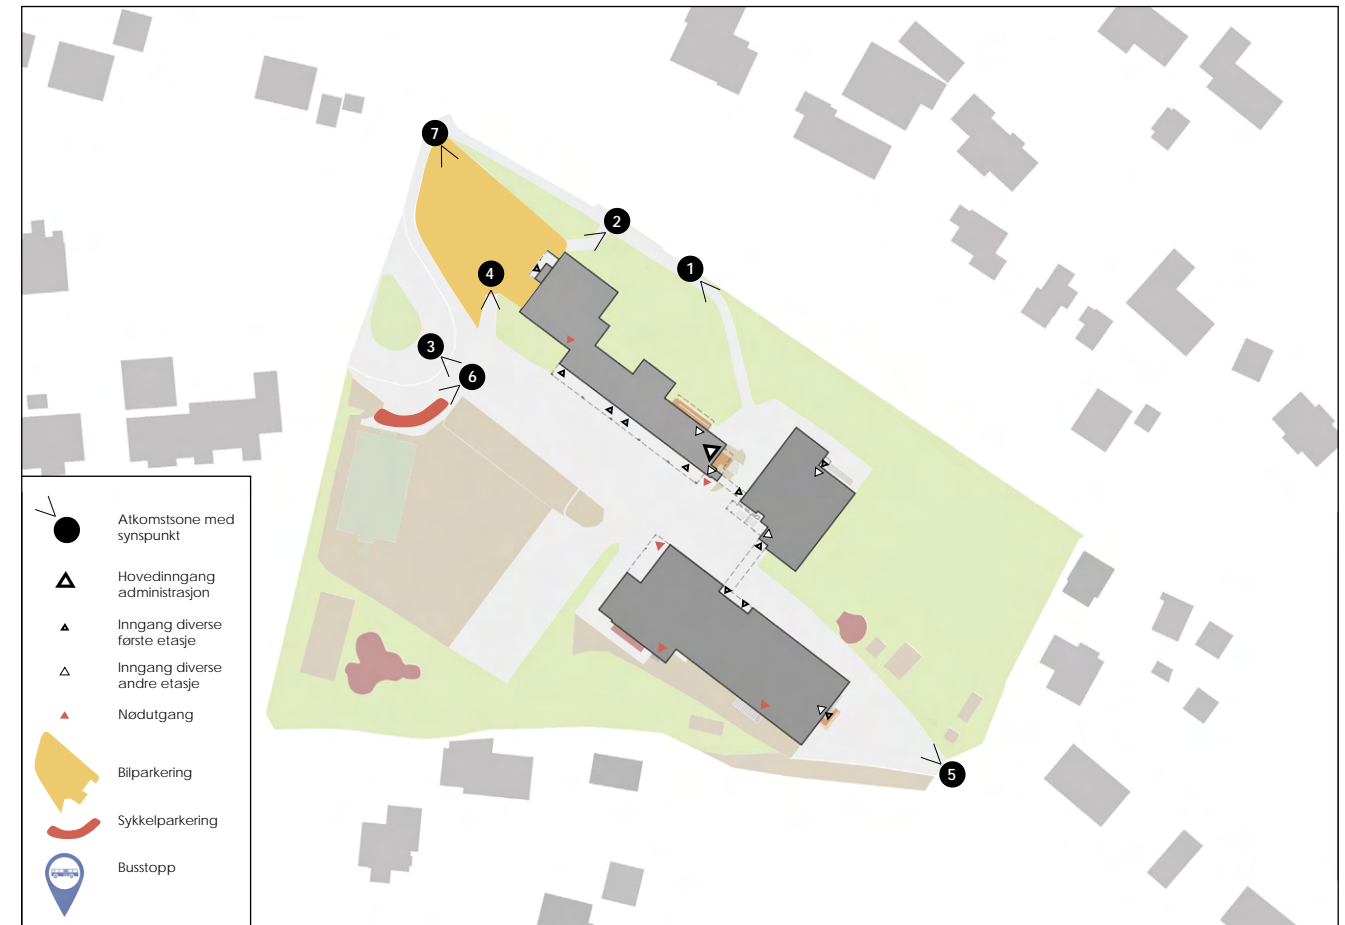 7
2
1
4
3
6
5
Atkomstsone med
synspunkt
Hovedinngang
administrasjon
Inngang diverse
første etasje
Inngang diverse
andre etasje
Nødutgang
Bilparkering
Sykkelparkering
Busstopp